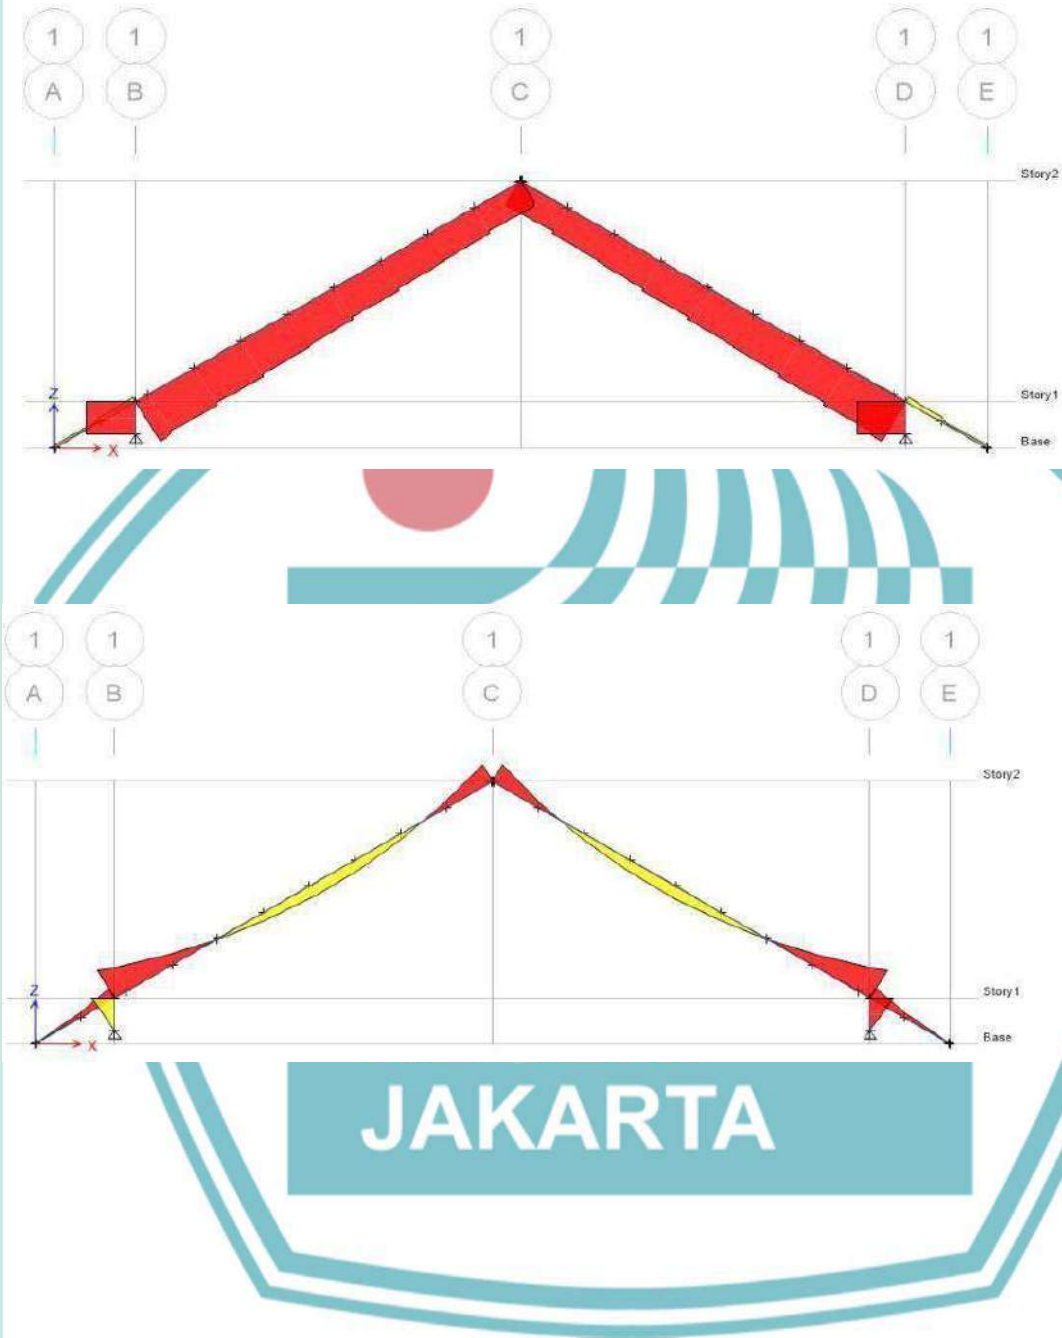 1 1 1 1 1
A B C D E
Story2
Z
Story1
X
Base
1 1 1 1 1
A B C D E
Story2
Z
Story1
X
Base
JAKARTA